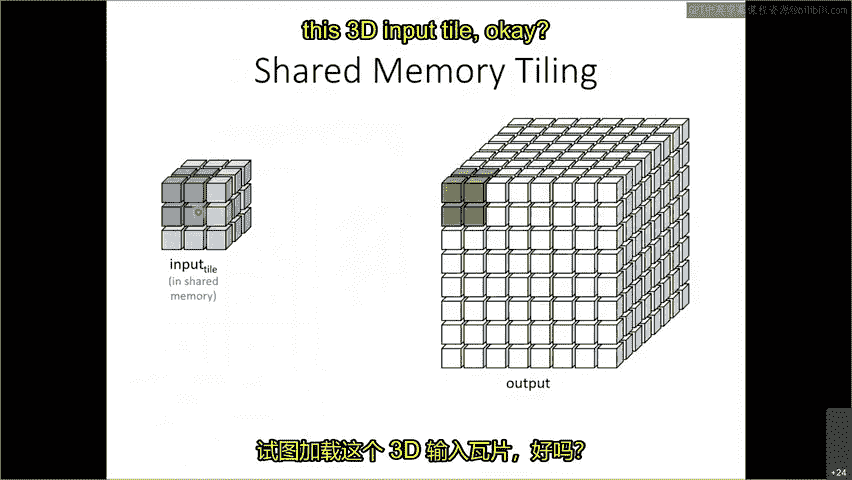 this 3D input tile, okay?
Shared Memory Tiling
input tile
(in shared
memory)
output
试图加载这个 3D 输入瓦片，好吗？
+24